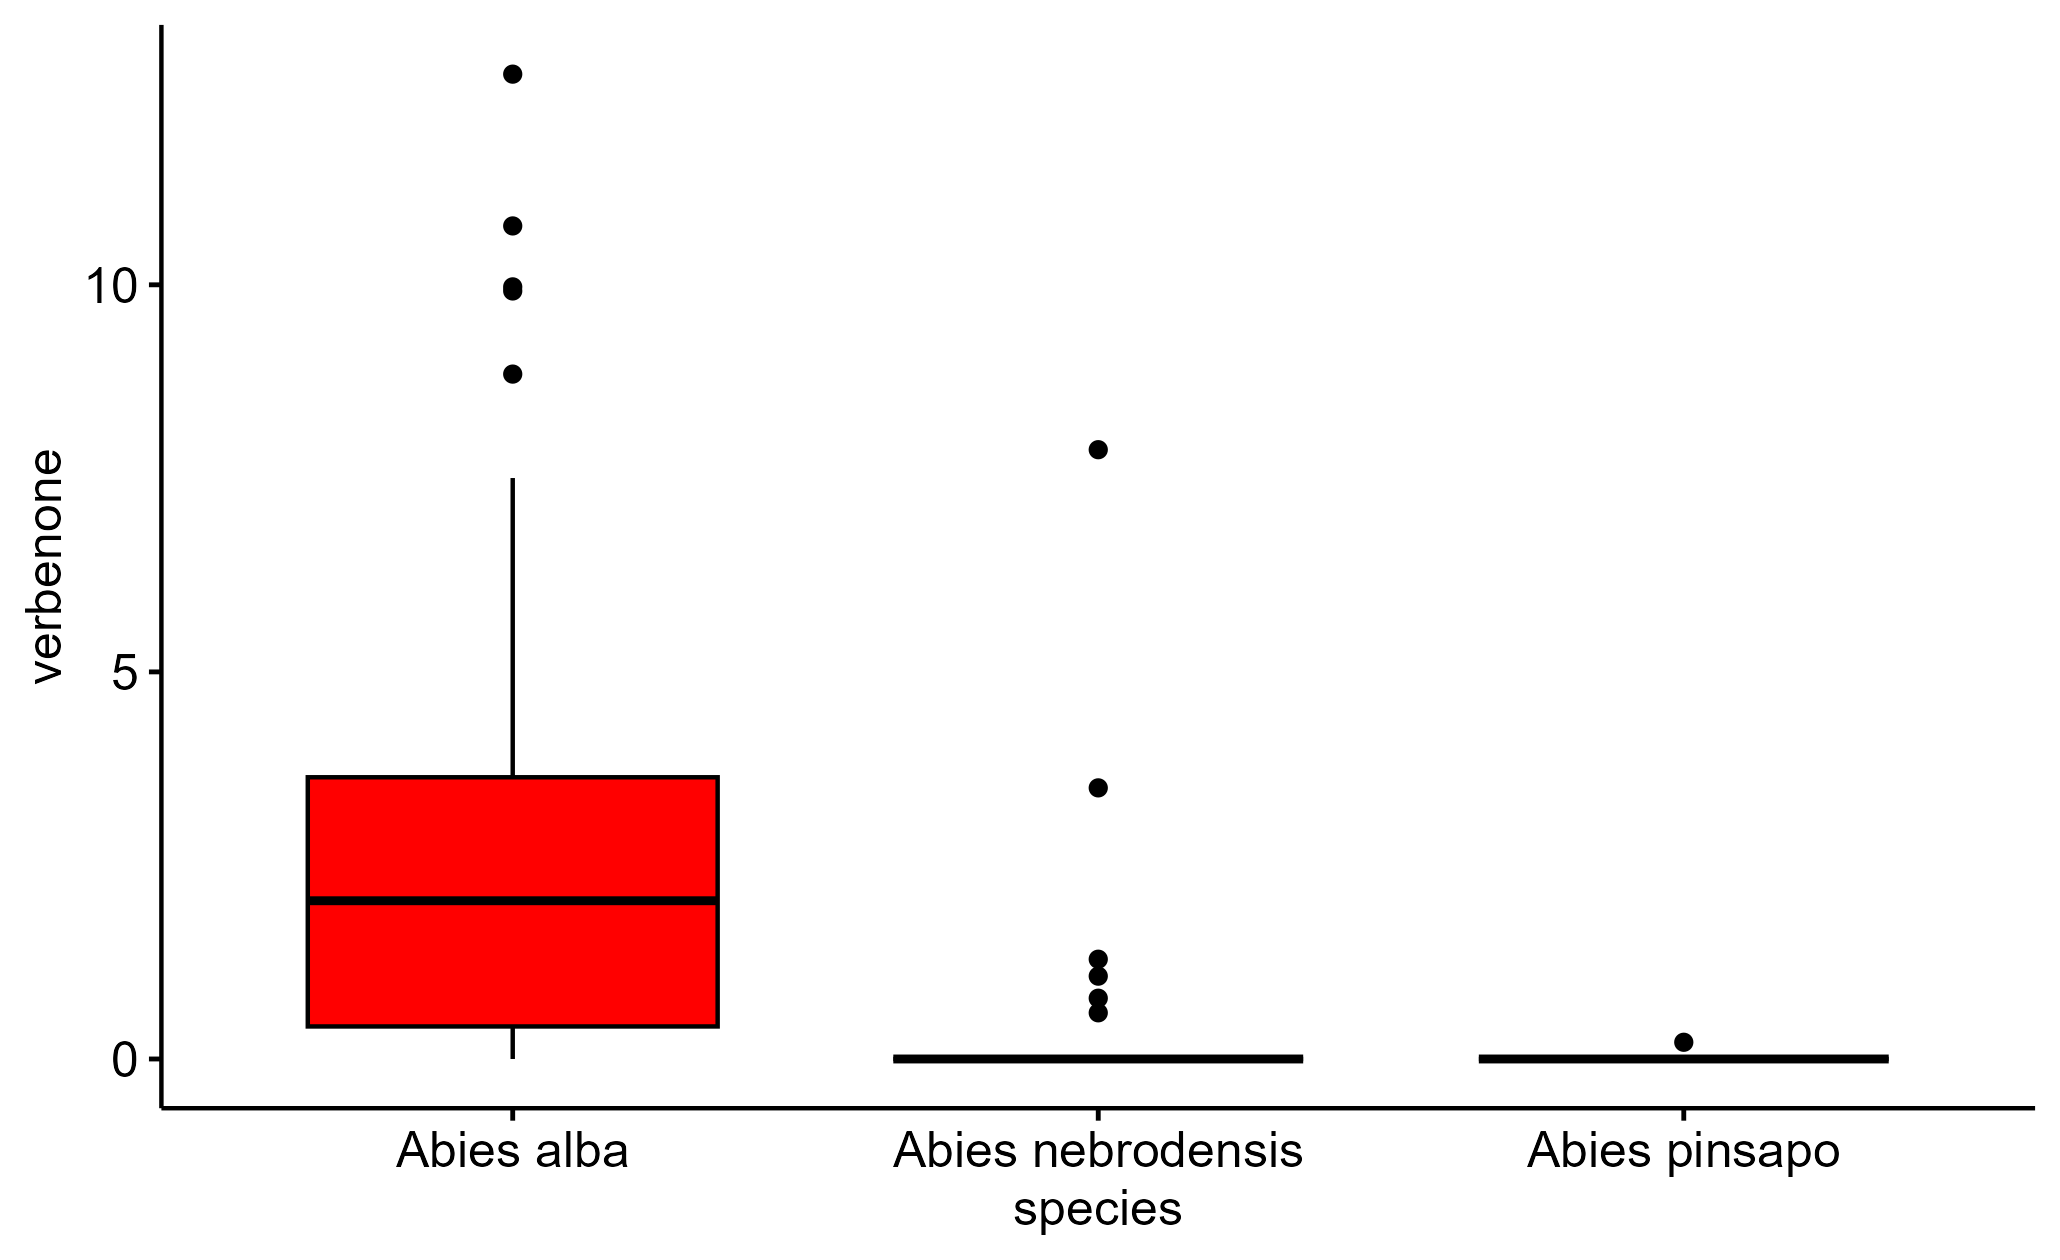 verbenone
10
5
0
Abies alba
Abies nebrodensis
Abies pinsapo
species